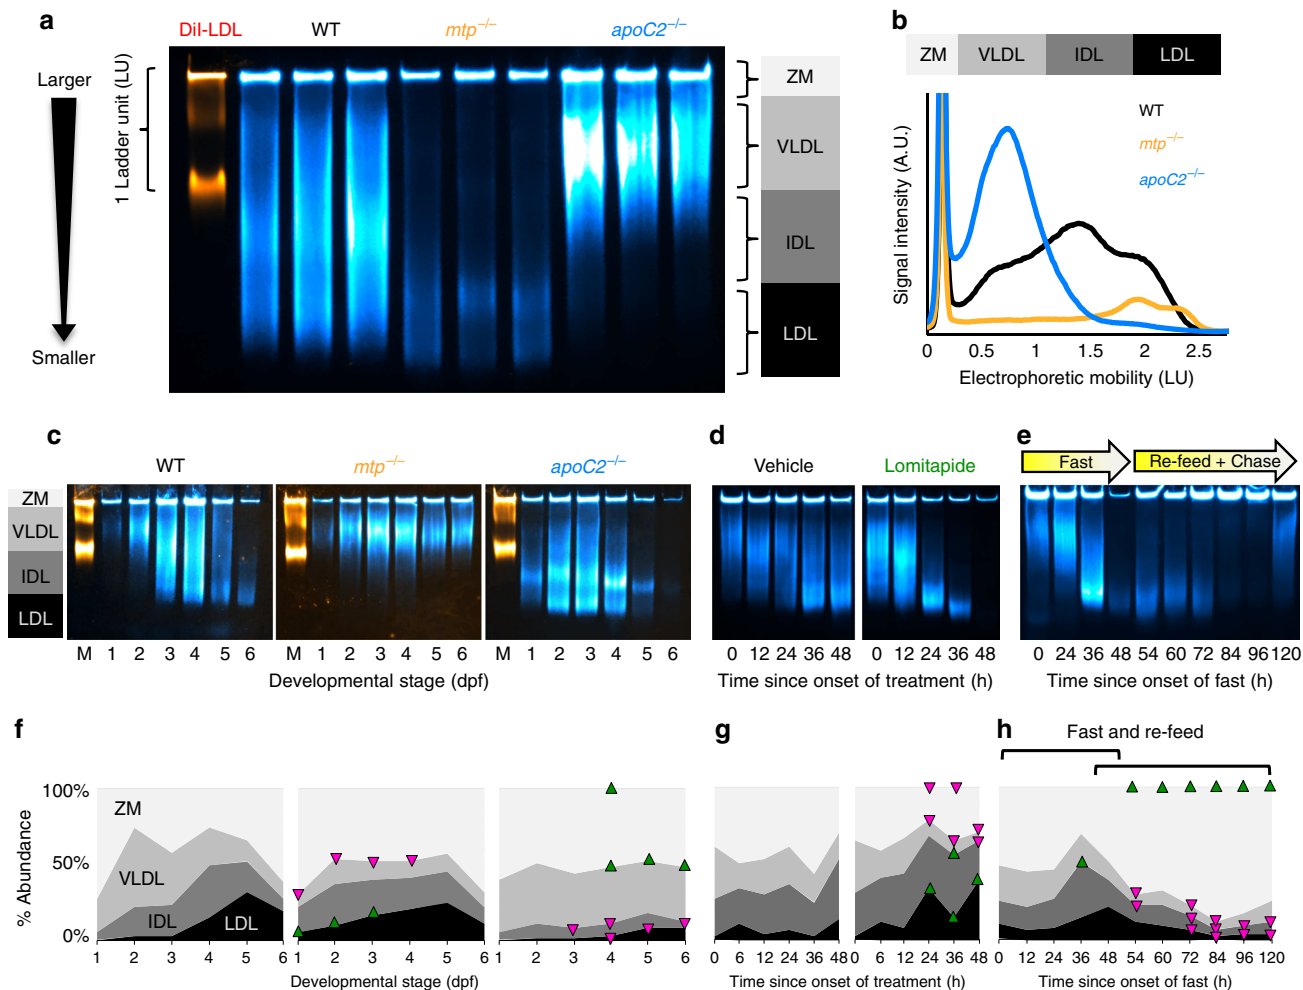 a
DiI-LDL WT mtp−/− apoC2−/−
Larger
Smaller
1 Ladder unit (LU)
ZM
VLDL
IDL
LDL
b
ZM VLDL IDL LDL
WT
mtp−/−
apoC2−/−
Signal intensity (A.U.)
0 0.5 1 1.5 2 2.5
Electrophoretic mobility (LU)
c
WT mtp−/− apoC2−/−
ZM
VLDL
IDL
LDL
M 1 2 3 4 5 6 M 1 2 3 4 5 6 M 1 2 3 4 5 6
Developmental stage (dpf)
d
Vehicle Lomitapide
0 12 24 36 48 0 12 24 36 48
Time since onset of treatment (h)
e
Fast Re-feed + Chase
0 24 36 48 54 60 72 84 96 120
Time since onset of fast (h)
f
% Abundance
100%
50%
0%
ZM
VLDL
IDL
LDL
1 2 3 4 5 6 1 2 3 4 5 6 1 2 3 4 5 6
Developmental stage (dpf)
g
0 6 12 24 36 48 0 6 12 24 36 48
Time since onset of treatment (h)
h
Fast and re-feed
0 12 24 36 48 54 60 72 84 96 120
Time since onset of fast (h)